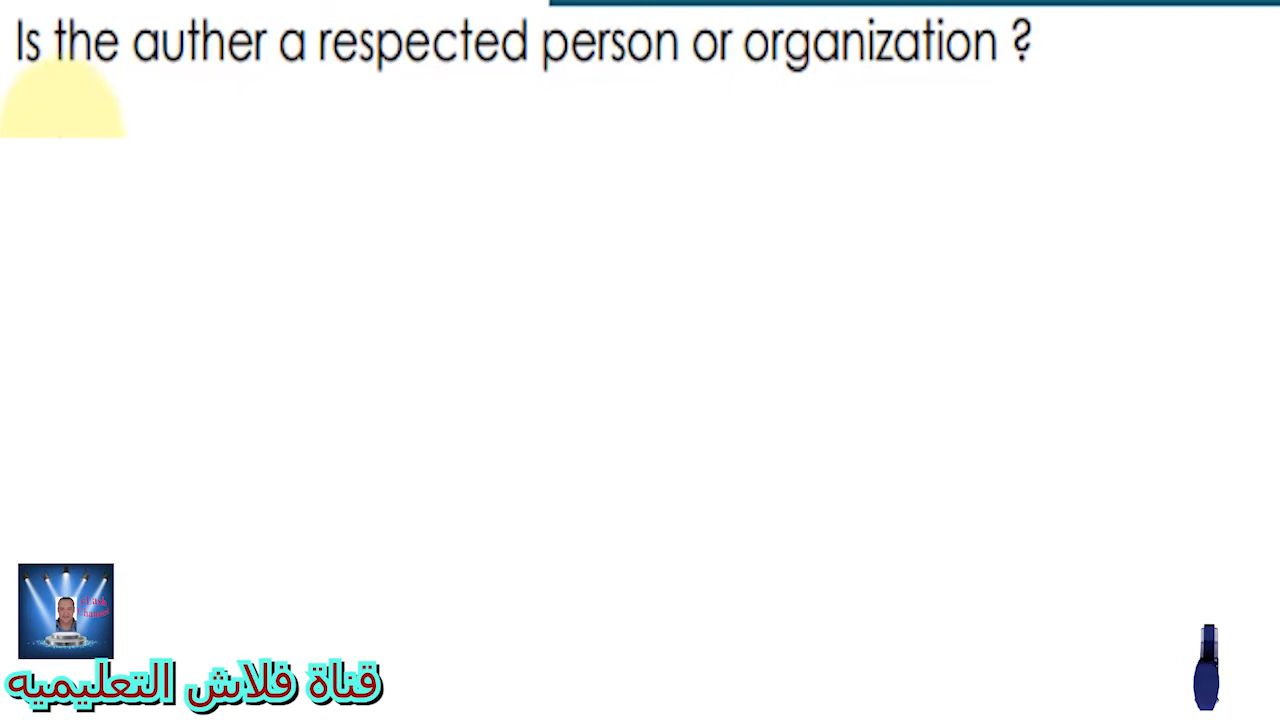 Is the auther a respected person or organization ?
قناة فلاش التعليميه